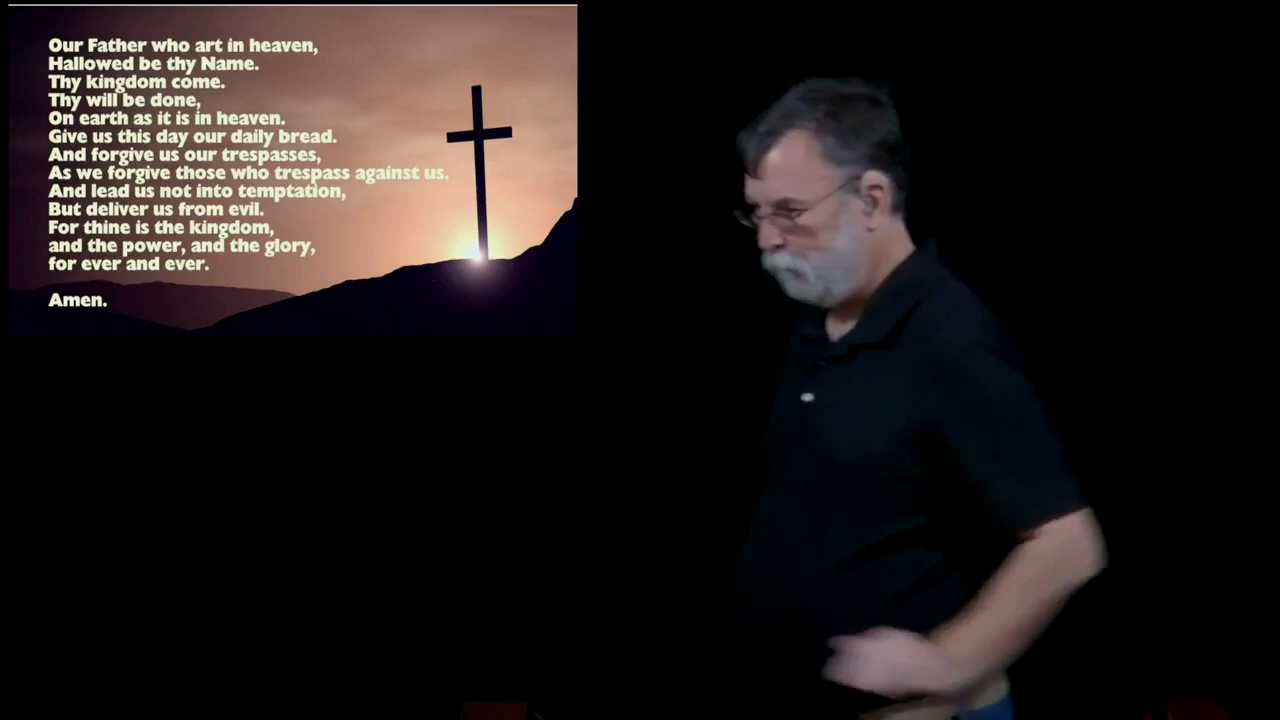 Our Father who art in heaven,
Hallowed be thy Name.
Thy kingdom come.
Thy will be done,
On earth as it is in heaven.
Give us this day our daily bread.
And forgive us our trespasses,
As we forgive those who trespass against us.
And lead us not into temptation,
But deliver us from evil.
For thine is the kingdom,
and the power, and the glory,
for ever and ever.
Amen.